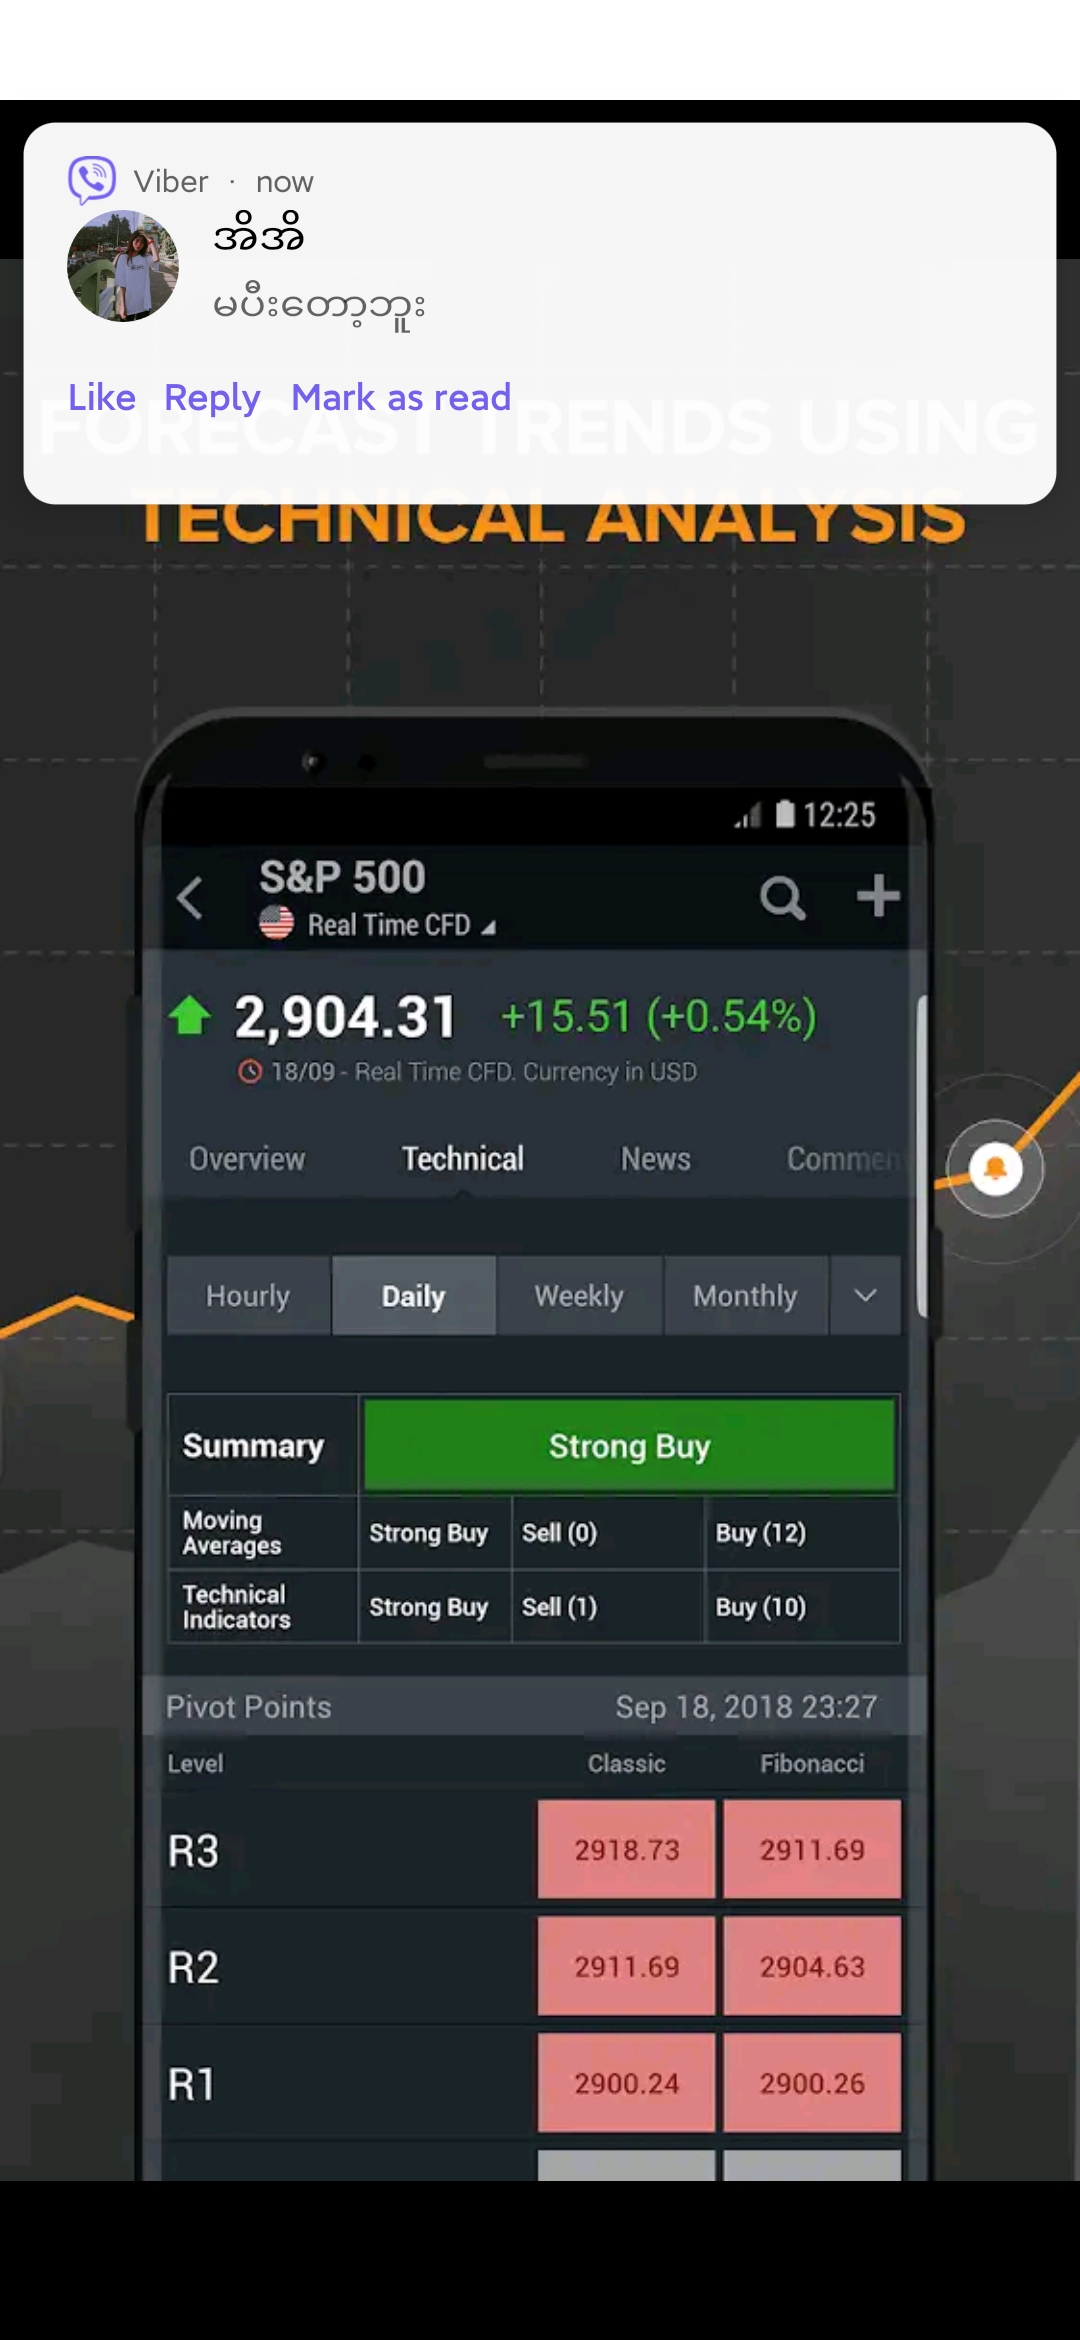 Viber · now
အိအိ
မပီးတော့ဘူး
Like Reply Mark as read
FORECAST TRENDS USING
TECHNICAL ANALYSIS
12:25
S&P 500
Real Time CFD
2,904.31 +15.51 (+0.54%)
18/09 - Real Time CFD. Currency in USD
Overview Technical News Commen
Hourly Daily Weekly Monthly
Summary Strong Buy
Moving Averages Strong Buy Sell (0) Buy (12)
Technical Indicators Strong Buy Sell (1) Buy (10)
Pivot Points Sep 18, 2018 23:27
Level Classic Fibonacci
R3 2918.73 2911.69
R2 2911.69 2904.63
R1 2900.24 2900.26